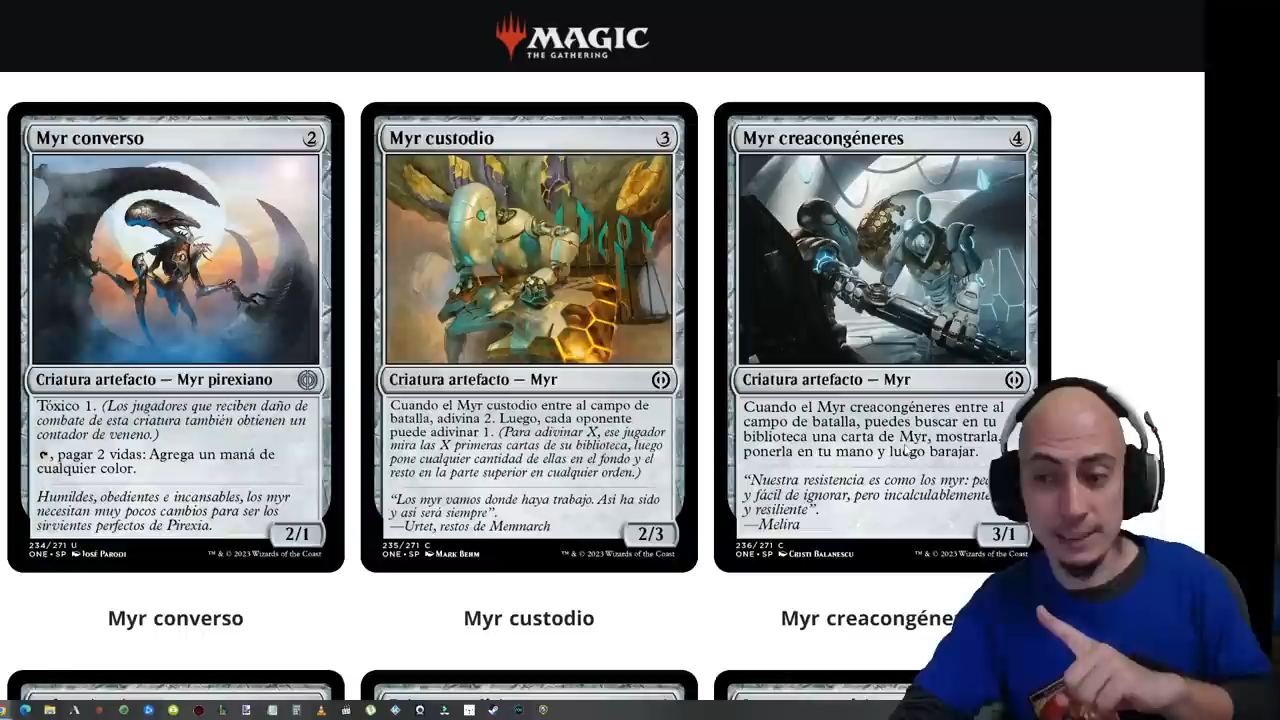 MAGIC
THE GATHERING
Myr converso 2
Criatura artefacto — Myr pirexiano
Tóxico 1. (Los jugadores que reciben daño de
combate de esta criatura también obtienen un
contador de veneno.)
, pagar 2 vidas: Agrega un maná de
cualquier color.
Humildes, obedientes e incansables, los myr
necesitan muy pocos cambios para ser los
sirvientes perfectos de Pirexia.
2/1
234/271 U
ONE • SP José Parodi
™ & © 2023 Wizards of the Coast
Myr custodio 3
Criatura artefacto — Myr
Cuando el Myr custodio entre al campo de
batalla, adivina 2. Luego, cada oponente
puede adivinar 1. (Para adivinar X, ese jugador
mira las X primeras cartas de su biblioteca, luego
pone cualquier cantidad de ellas en el fondo y el
resto en la parte superior en cualquier orden.)
“Los myr vamos donde haya trabajo. Así ha sido
y así será siempre”.
—Urtet, restos de Memnarch
2/3
235/271 C
ONE • SP Mark Behm
™ & © 2023 Wizards of the Coast
Myr creacongéneres 4
Criatura artefacto — Myr
Cuando el Myr creacongéneres entre al
campo de batalla, puedes buscar en tu
biblioteca una carta de Myr, mostrarla,
ponerla en tu mano y luego barajar.
“Nuestra resistencia es como los myr:
y fácil de ignorar, pero incalculablemente
y resiliente”.
—Melira
3/1
236/271 C
ONE • SP Cristi Balanescu
™ & © 2023 Wizards of the Coast
Myr converso
Myr custodio
Myr creacongéne